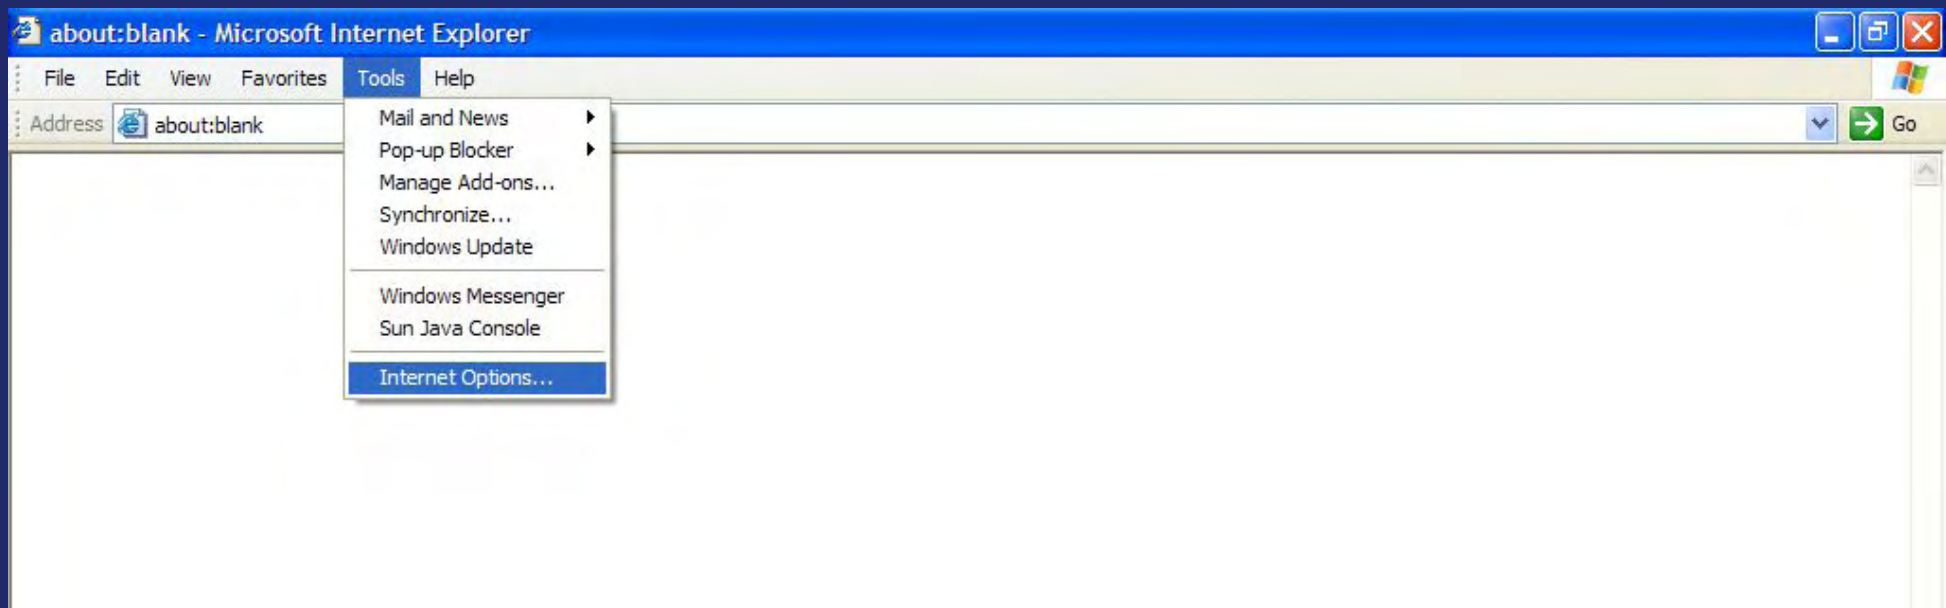 about:blank - Microsoft Internet Explorer
File Edit View Favorites Tools Help
Address about:blank Go
Mail and News
Pop-up Blocker
Manage Add-ons...
Synchronize...
Windows Update
Windows Messenger
Sun Java Console
Internet Options...